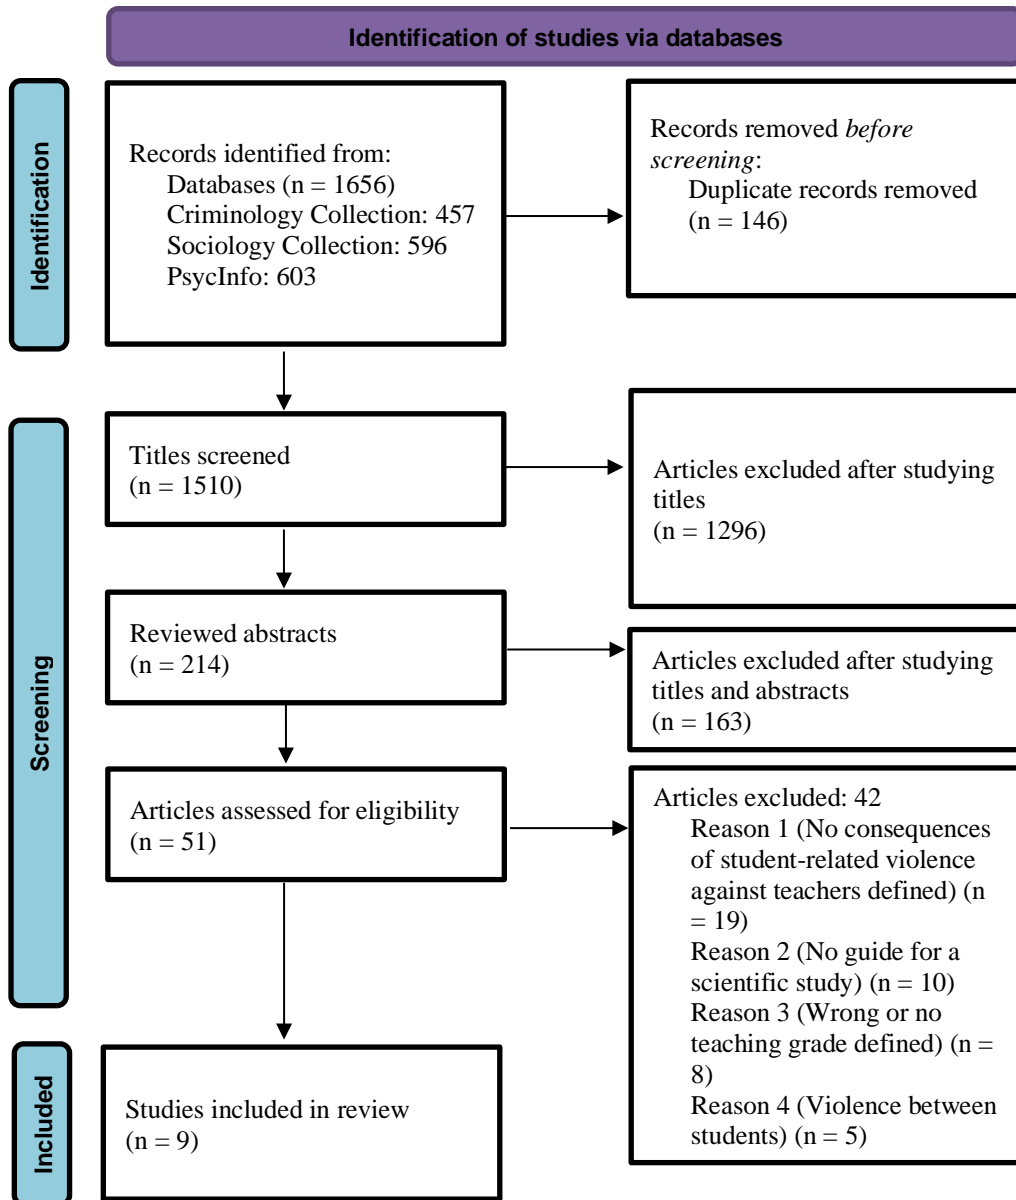 Identification of studies via databases
Identification
Records identified from:
Databases (n = 1656)
Criminology Collection: 457
Sociology Collection: 596
PsycInfo: 603
Records removed before
screening:
Duplicate records removed
(n = 146)
Screening
Titles screened
(n = 1510)
Articles excluded after studying
titles
(n = 1296)
Reviewed abstracts
(n = 214)
Articles excluded after studying
titles and abstracts
(n = 163)
Articles assessed for eligibility
(n = 51)
Articles excluded: 42
Reason 1 (No consequences
of student-related violence
against teachers defined) (n
= 19)
Reason 2 (No guide for a
scientific study) (n = 10)
Reason 3 (Wrong or no
teaching grade defined) (n =
8)
Reason 4 (Violence between
students) (n = 5)
Included
Studies included in review
(n = 9)